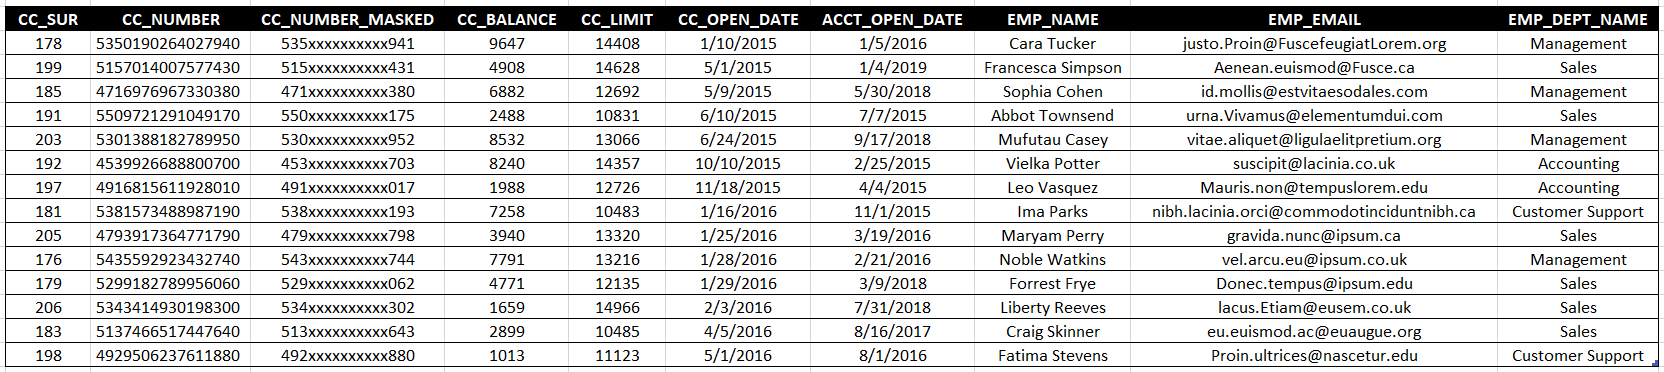 CC_SUR CC_NUMBER CC_NUMBER_MASKED CC_BALANCE CC_LIMIT CC_OPEN_DATE ACCT_OPEN_DATE EMP_NAME EMP_EMAIL EMP_DEPT_NAME
178 5350190264027940 535xxxxxxxxxx941 9647 14408 1/10/2015 1/5/2016 Cara Tucker justo.Proin@FuscefeugiatLorem.org Management
199 5157014007577430 515xxxxxxxxxx431 4908 14628 5/1/2015 1/4/2019 Francesca Simpson Aenean.euismod@Fusce.ca Sales
185 4716976967330380 471xxxxxxxxxx380 6882 12692 5/9/2015 5/30/2018 Sophia Cohen id.mollis@estvitaesodales.com Management
191 5509721291049170 550xxxxxxxxxx175 2488 10831 6/10/2015 7/7/2015 Abbot Townsend urna.Vivamus@elementumdui.com Sales
203 5301388182789950 530xxxxxxxxxx952 8532 13066 6/24/2015 9/17/2018 Mufutau Casey vitae.aliquet@ligulaelitpretium.org Management
192 4539926688800700 453xxxxxxxxxx703 8240 14357 10/10/2015 2/25/2015 Vielka Potter suscipit@lacinia.co.uk Accounting
197 4916815611928010 491xxxxxxxxxx017 1988 12726 11/18/2015 4/4/2015 Leo Vasquez Mauris.non@tempuslorem.edu Accounting
181 5381573488987190 538xxxxxxxxxx193 7258 10483 1/16/2016 11/1/2015 Ima Parks nibh.lacinia.orci@commodotinciduntnibh.ca Customer Support
205 4793917364771790 479xxxxxxxxxx798 3940 13320 1/25/2016 3/19/2016 Maryam Perry gravida.nunc@ipsum.ca Sales
176 5435592923432740 543xxxxxxxxxx744 7791 13216 1/28/2016 2/21/2016 Noble Watkins vel.arcu.eu@ipsum.co.uk Management
179 5299182789956060 529xxxxxxxxxx062 4771 12135 1/29/2016 3/9/2018 Forrest Frye Donec.tempus@ipsum.edu Sales
206 5343414930198300 534xxxxxxxxxx302 1659 14966 2/3/2016 7/31/2018 Liberty Reeves lacus.Etiam@eusem.co.uk Sales
183 5137466517447640 513xxxxxxxxxx643 2899 10485 4/5/2016 8/16/2017 Craig Skinner eu.euismod.ac@euaugue.org Sales
198 4929506237611880 492xxxxxxxxxx880 1013 11123 5/1/2016 8/1/2016 Fatima Stevens Proin.ultrices@nascetur.edu Customer Support